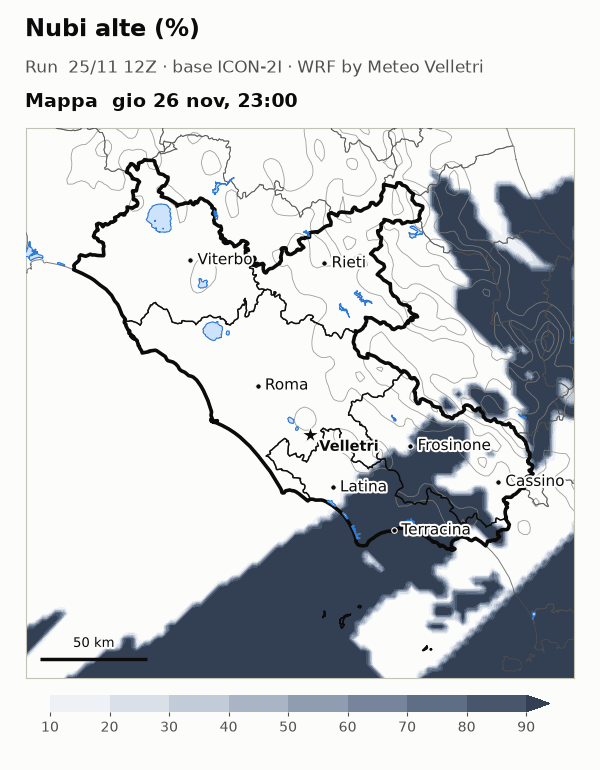 Nubi alte (%)
Run  25/11 12Z · base ICON-2I · WRF by Meteo Velletri
Mappa  gio 26 nov, 23:00
Viterbo
Rieti
Roma
Velletri
Frosinone
Cassino
Latina
Terracina
50 km
10 20 30 40 50 60 70 80 90